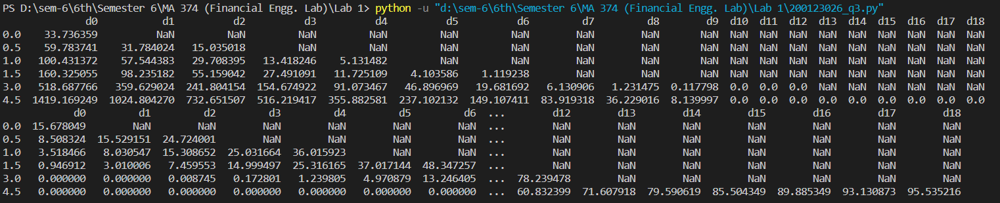 PS D:\sem-6\6th\Semester 6\MA 374 (Financial Engg. Lab)\Lab 1> python -u "d:\sem-6\6th\Semester 6\MA 374 (Financial Engg. Lab)\Lab 1\200123026_q3.py"
d0 d1 d2 d3 d4 d5 d6 d7 d8 d9 d10 d11 d12 d13 d14 d15 d16 d17 d18
0.0 33.736359 NaN NaN NaN NaN NaN NaN NaN NaN NaN NaN NaN NaN NaN NaN NaN NaN NaN NaN
0.5 59.783741 31.784024 15.035018 NaN NaN NaN NaN NaN NaN NaN NaN NaN NaN NaN NaN NaN NaN NaN NaN
1.0 100.431372 57.544383 29.708395 13.418246 5.131482 NaN NaN NaN NaN NaN NaN NaN NaN NaN NaN NaN NaN NaN NaN
1.5 160.325055 98.235182 55.159042 27.491091 11.725109 4.103586 1.119238 NaN NaN NaN NaN NaN NaN NaN NaN NaN NaN NaN NaN
3.0 518.687766 359.629024 241.804154 154.674922 91.073467 46.896969 19.681692 6.130906 1.231475 0.117798 0.0 0.0 0.0 NaN NaN NaN NaN NaN NaN
4.5 1419.169249 1024.804270 732.651507 516.219417 355.882581 237.102132 149.107411 83.919318 36.229016 8.139997 0.0 0.0 0.0 0.0 0.0 0.0 0.0 0.0 0.0
d0 d1 d2 d3 d4 d5 d6 ... d12 d13 d14 d15 d16 d17 d18
0.0 15.678049 NaN NaN NaN NaN NaN NaN ... NaN NaN NaN NaN NaN NaN NaN
0.5 8.508324 15.529151 24.724001 NaN NaN NaN NaN ... NaN NaN NaN NaN NaN NaN NaN
1.0 3.518466 8.030547 15.308652 25.031664 36.015923 NaN NaN ... NaN NaN NaN NaN NaN NaN NaN
1.5 0.946912 3.010006 7.459553 14.999497 25.316165 37.017144 48.347257 ... NaN NaN NaN NaN NaN NaN NaN
3.0 0.000000 0.000000 0.008745 0.172801 1.239805 4.970879 13.246405 ... 78.239478 NaN NaN NaN NaN NaN NaN
4.5 0.000000 0.000000 0.000000 0.000000 0.000000 0.000000 0.000000 ... 60.832399 71.607918 79.590619 85.504349 89.885349 93.130873 95.535216